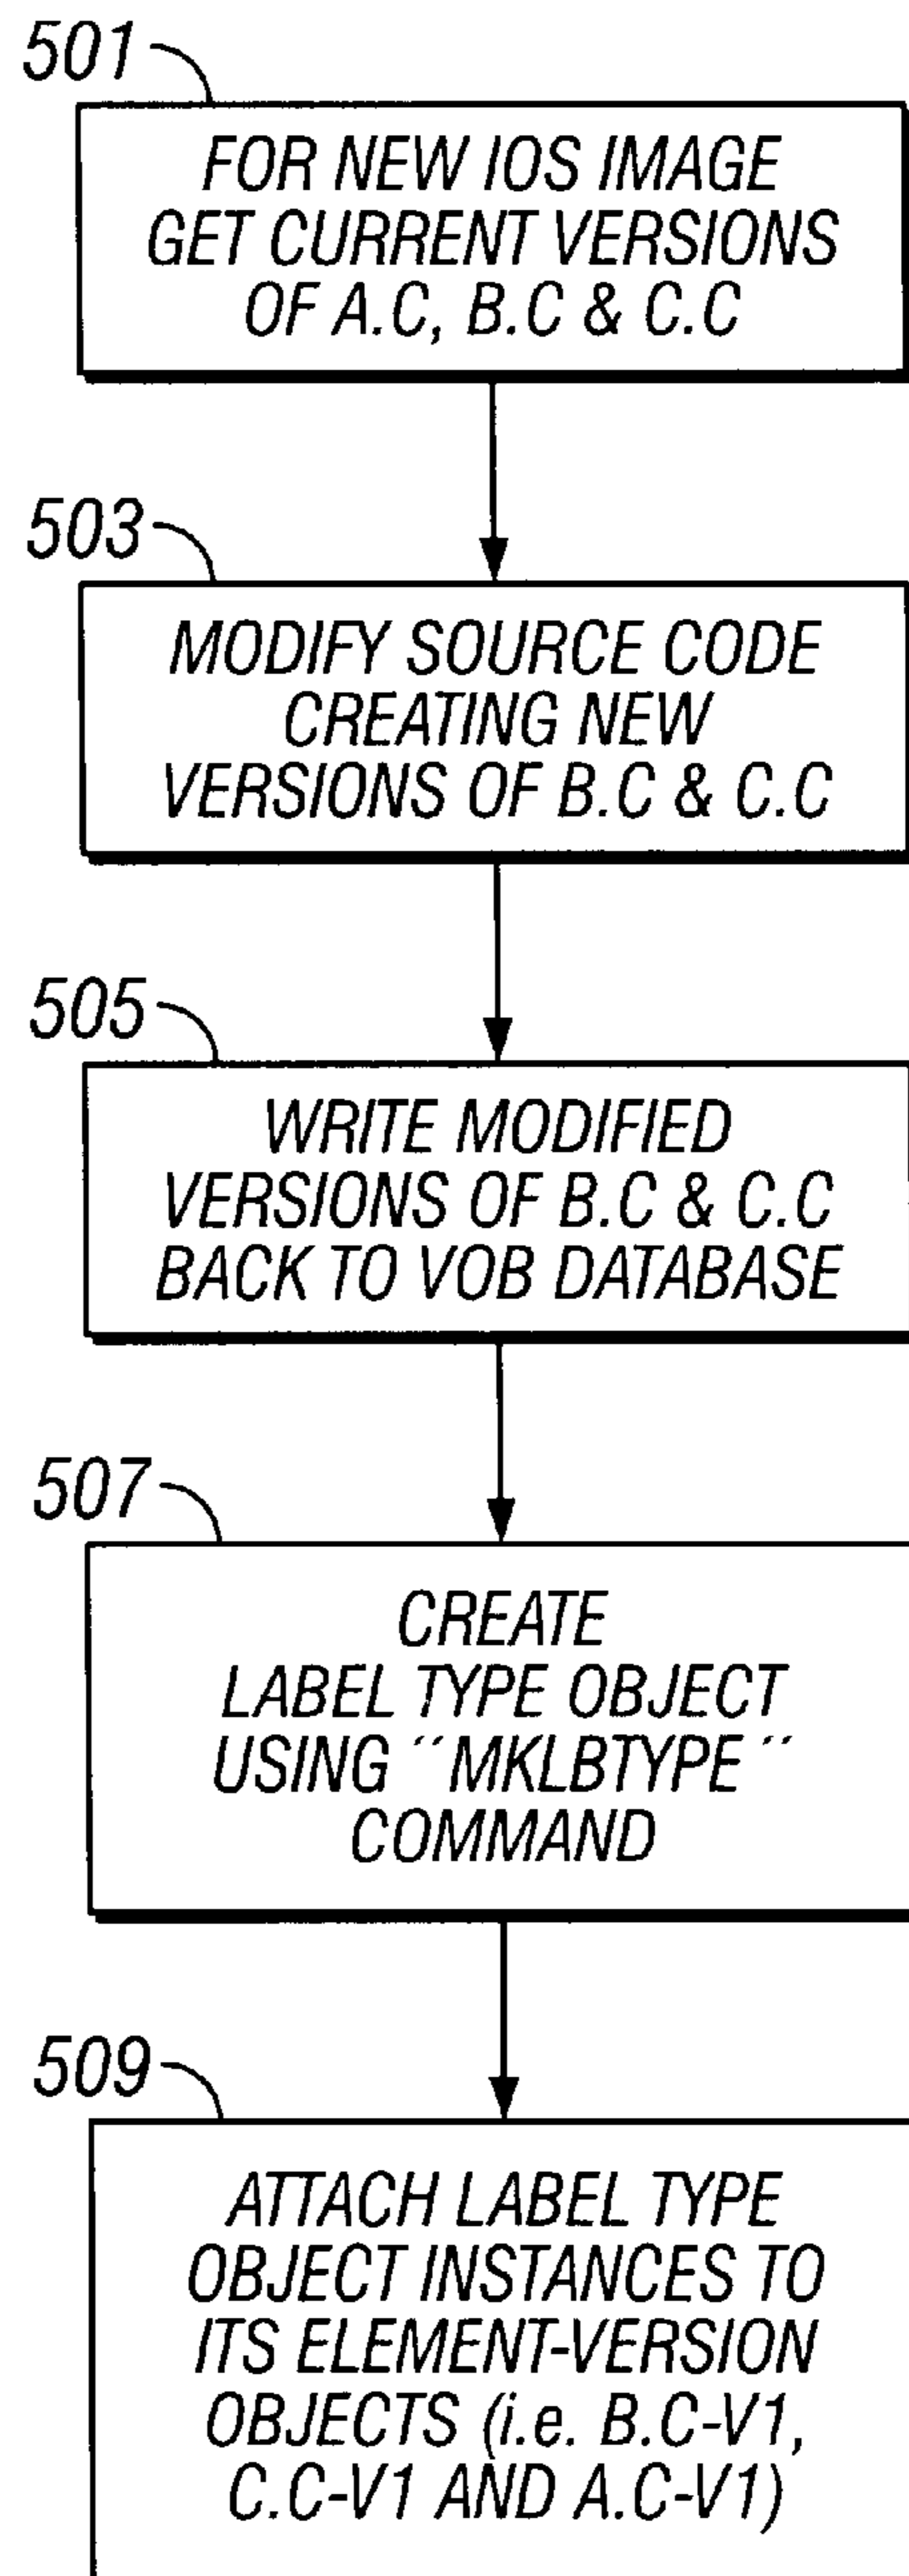 501
FOR NEW IOS IMAGE
GET CURRENT VERSIONS
OF A.C, B.C & C.C
503
MODIFY SOURCE CODE
CREATING NEW
VERSIONS OF B.C & C.C
505
WRITE MODIFIED
VERSIONS OF B.C & C.C
BACK TO VOB DATABASE
507
CREATE
LABEL TYPE OBJECT
USING ˝MKLBTYPE˝
COMMAND
509
ATTACH LABEL TYPE
OBJECT INSTANCES TO
ITS ELEMENT-VERSION
OBJECTS (i.e. B.C-V1,
C.C-V1 AND A.C-V1)